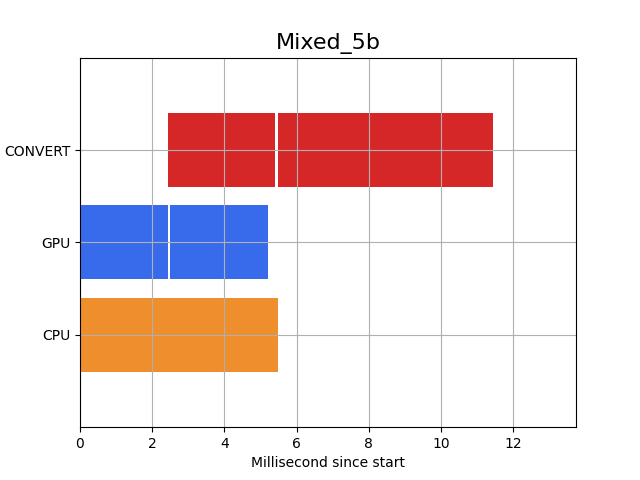 Mixed_5b
CONVERT
GPU
CPU
0 2 4 6 8 10 12
Millisecond since start